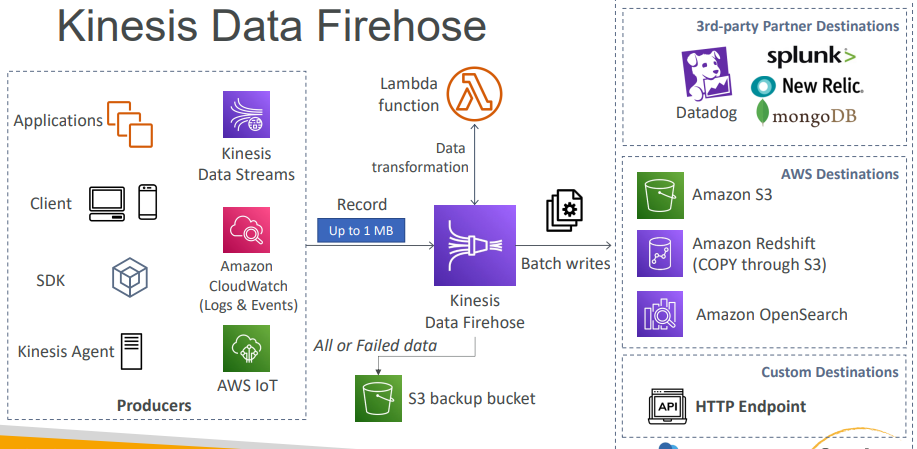 Kinesis Data Firehose
Applications
Client
SDK
Kinesis Agent
Kinesis
Data Streams
Amazon
CloudWatch
(Logs & Events)
AWS IoT
Producers
Record
Up to 1 MB
Lambda
function
Data
transformation
Kinesis
Data Firehose
All or Failed data
S3 backup bucket
Batch writes
3rd-party Partner Destinations
Datadog
splunk>
New Relic.
mongoDB
AWS Destinations
Amazon S3
Amazon Redshift
(COPY through S3)
Amazon OpenSearch
Custom Destinations
API
HTTP Endpoint